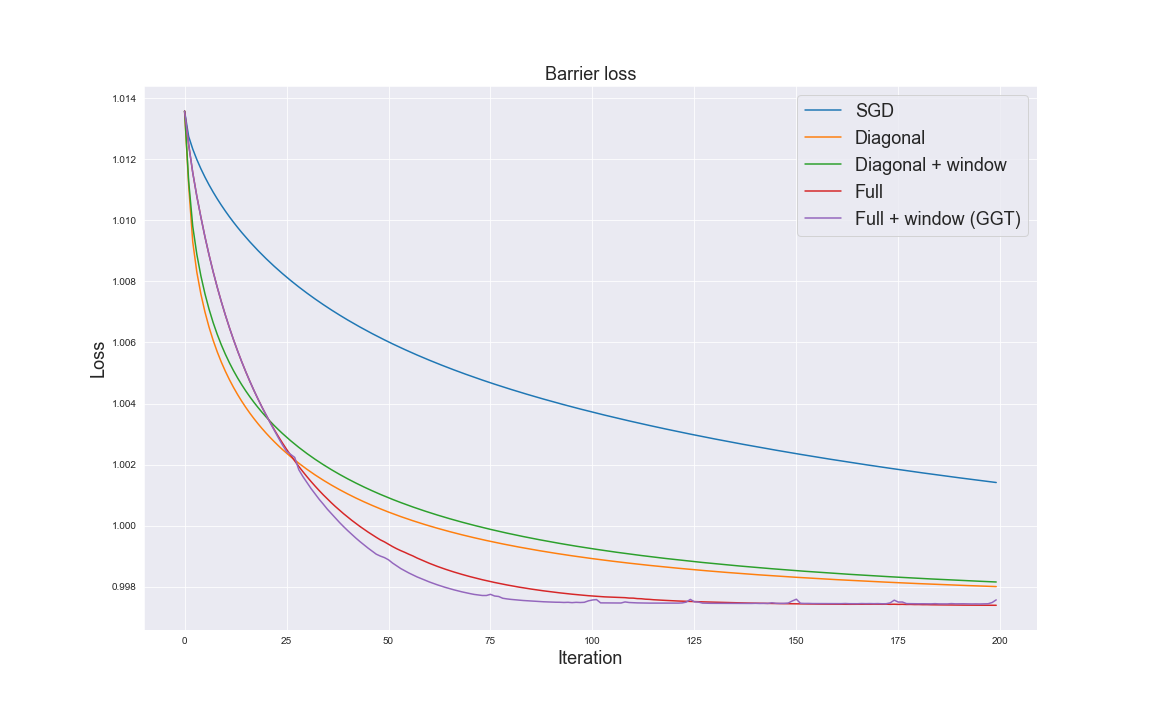 Barrier loss
1.014
1.012
1.010
1.008
1.006
1.004
1.002
1.000
0.998
Loss
SGD
Diagonal
Diagonal + window
Full
Full + window (GGT)
0 25 50 75 100 125 150 175 200
Iteration